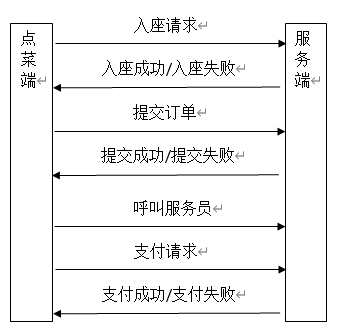 点菜端
服务端
入座请求
入座成功/入座失败
提交订单
提交成功/提交失败
呼叫服务员
支付请求
支付成功/支付失败